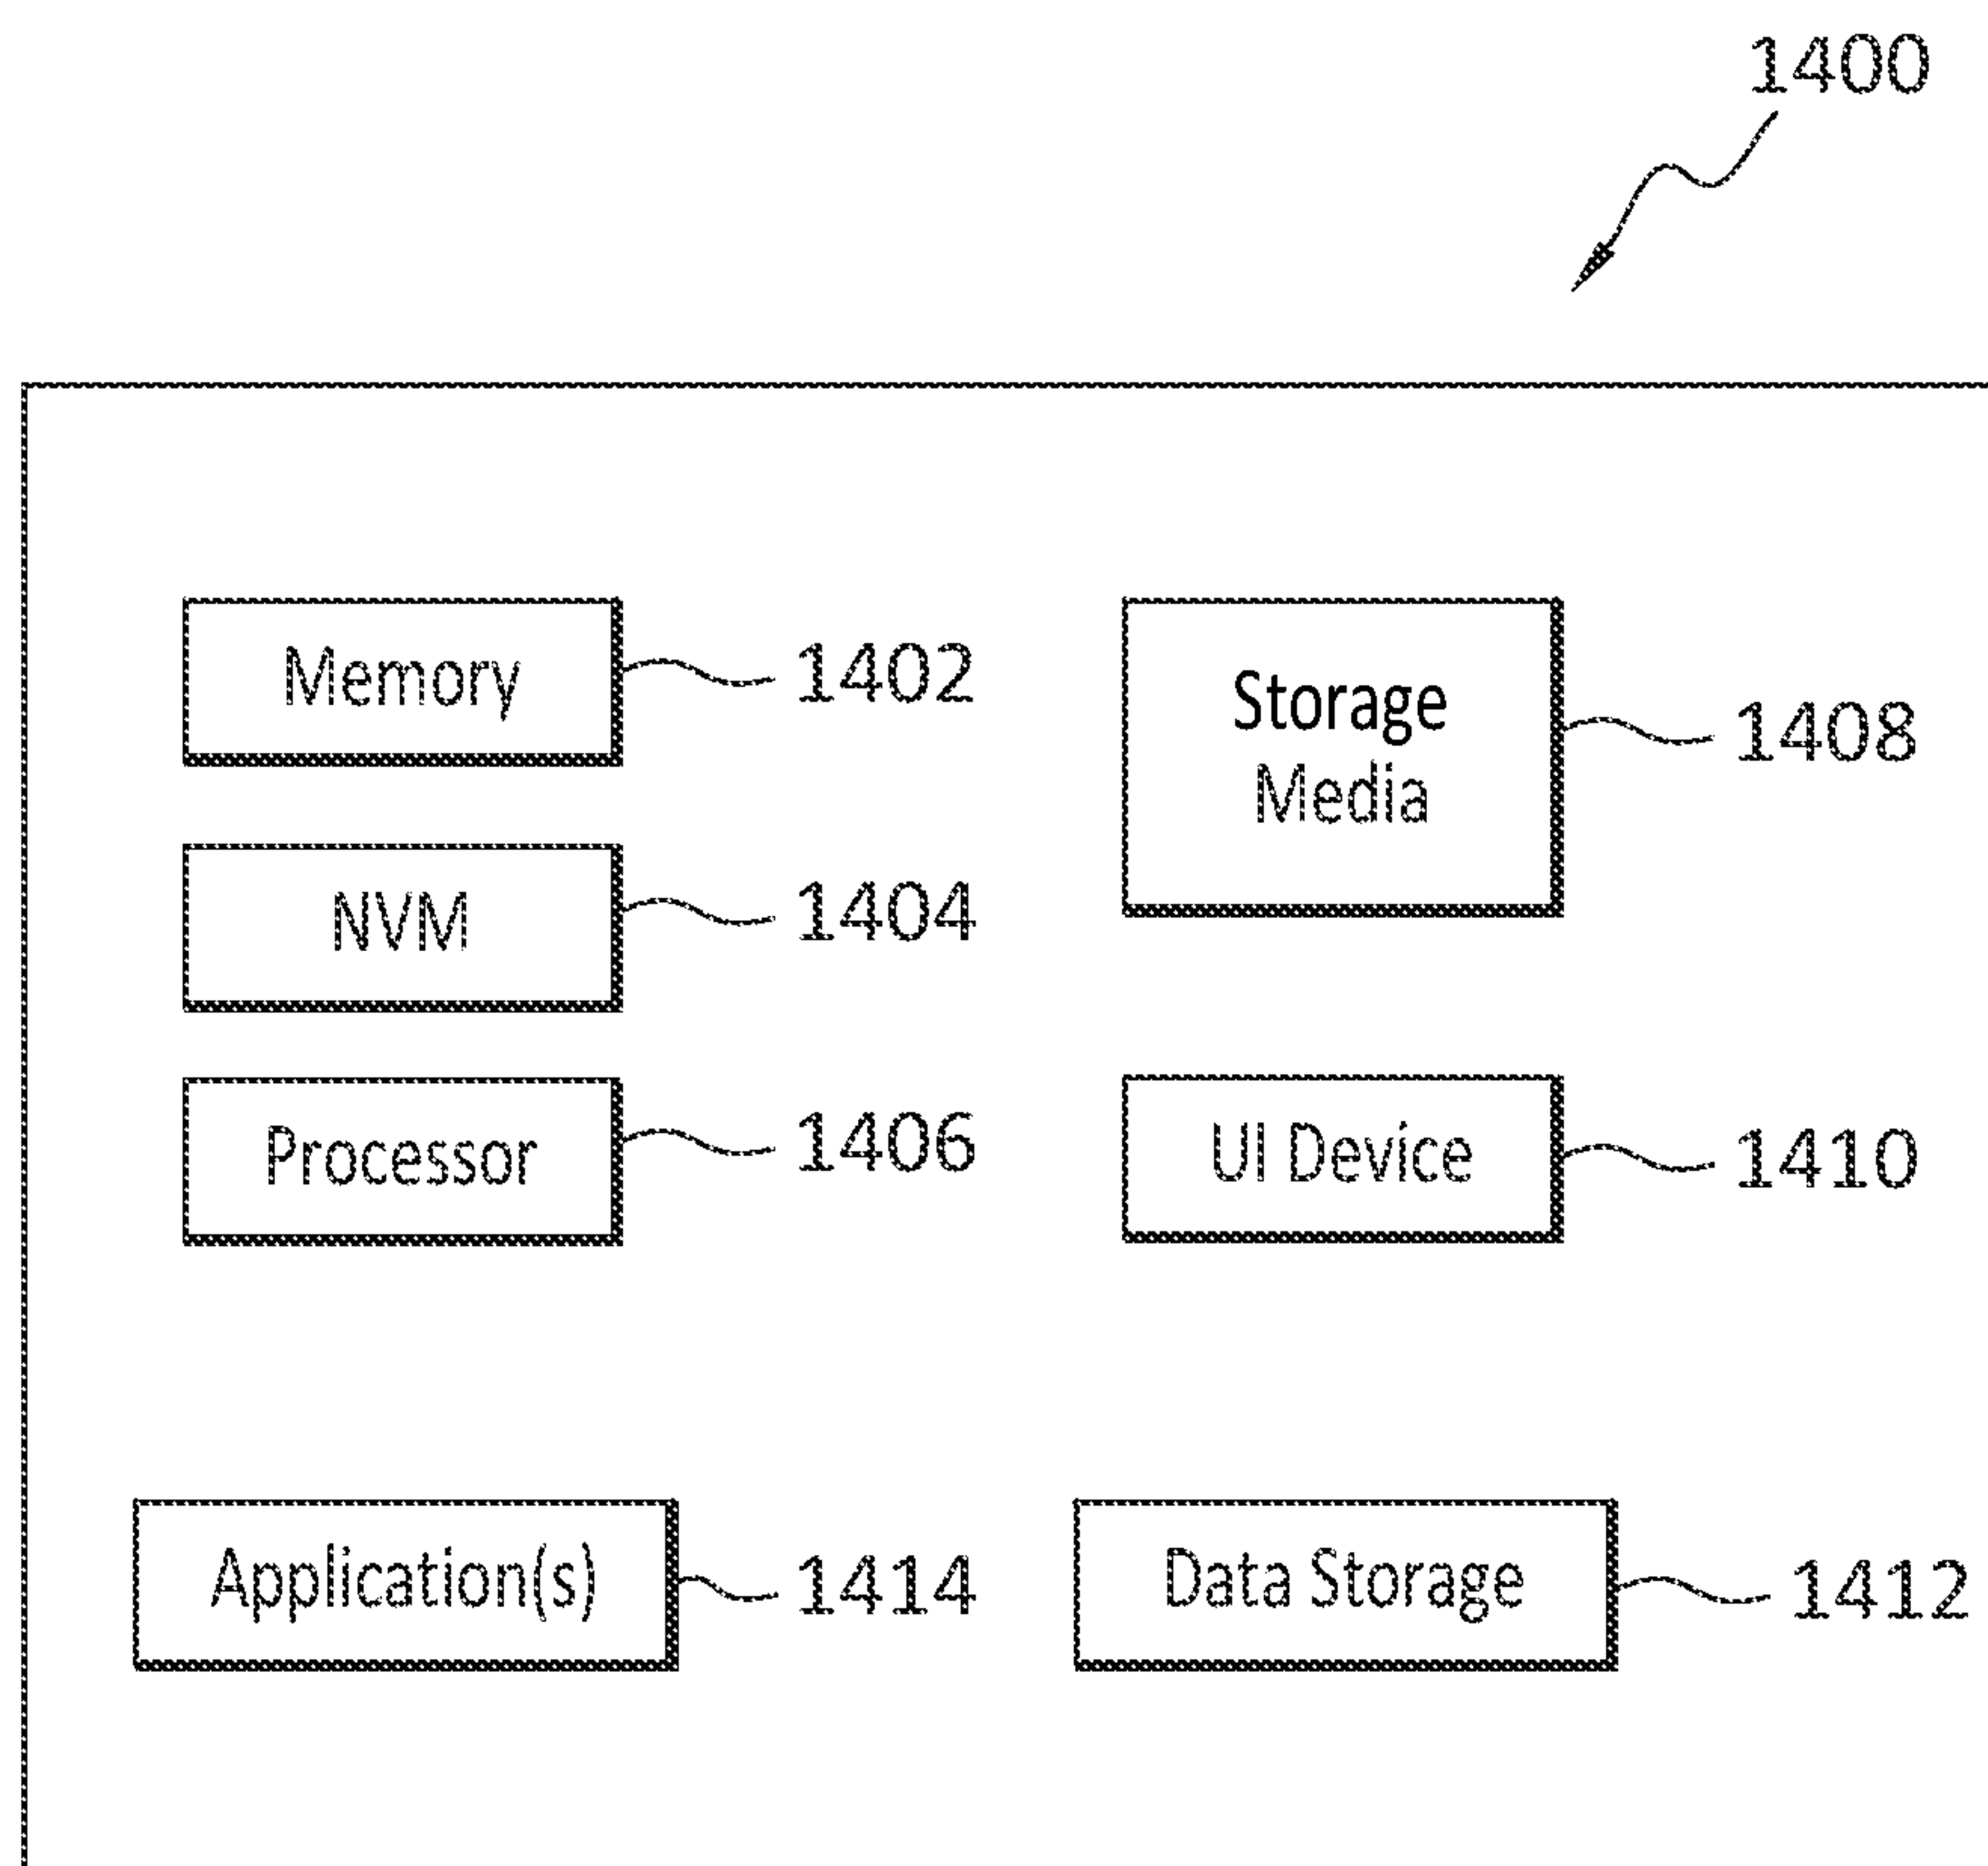 1400
Memory
1402
Storage
Media
1408
NVM
1404
Processor
1406
UI Device
1410
Application(s)
1414
Data Storage
1412